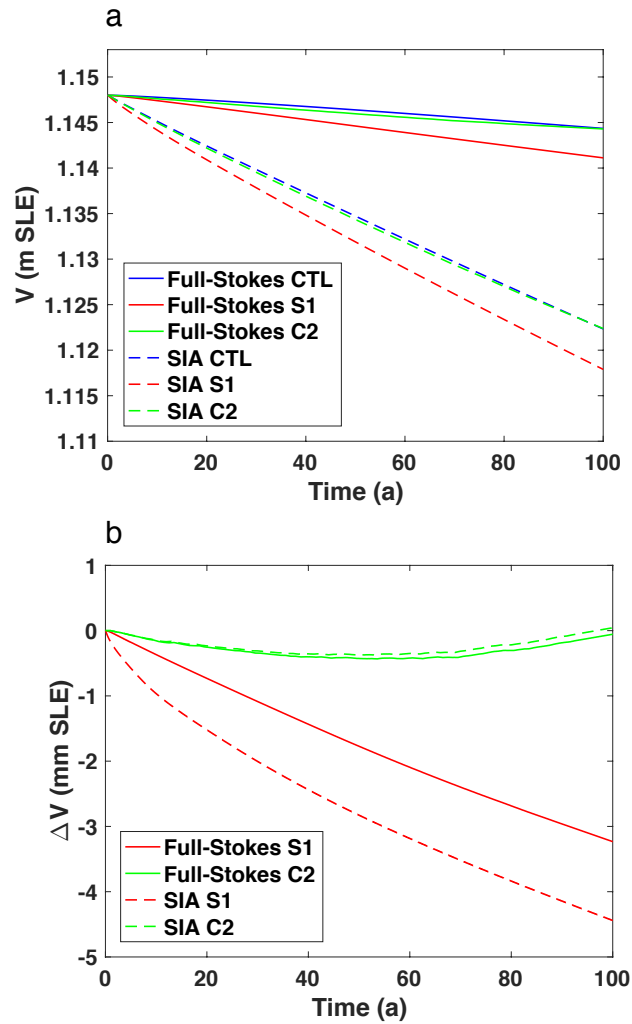 a
1.15
1.145
1.14
1.135
1.13
1.125
1.12
1.115
1.11
V (m SLE)
Full-Stokes CTL
Full-Stokes S1
Full-Stokes C2
SIA CTL
SIA S1
SIA C2
0 20 40 60 80 100
Time (a)
b
1
0
-1
-2
-3
-4
-5
ΔV (mm SLE)
Full-Stokes S1
Full-Stokes C2
SIA S1
SIA C2
0 20 40 60 80 100
Time (a)